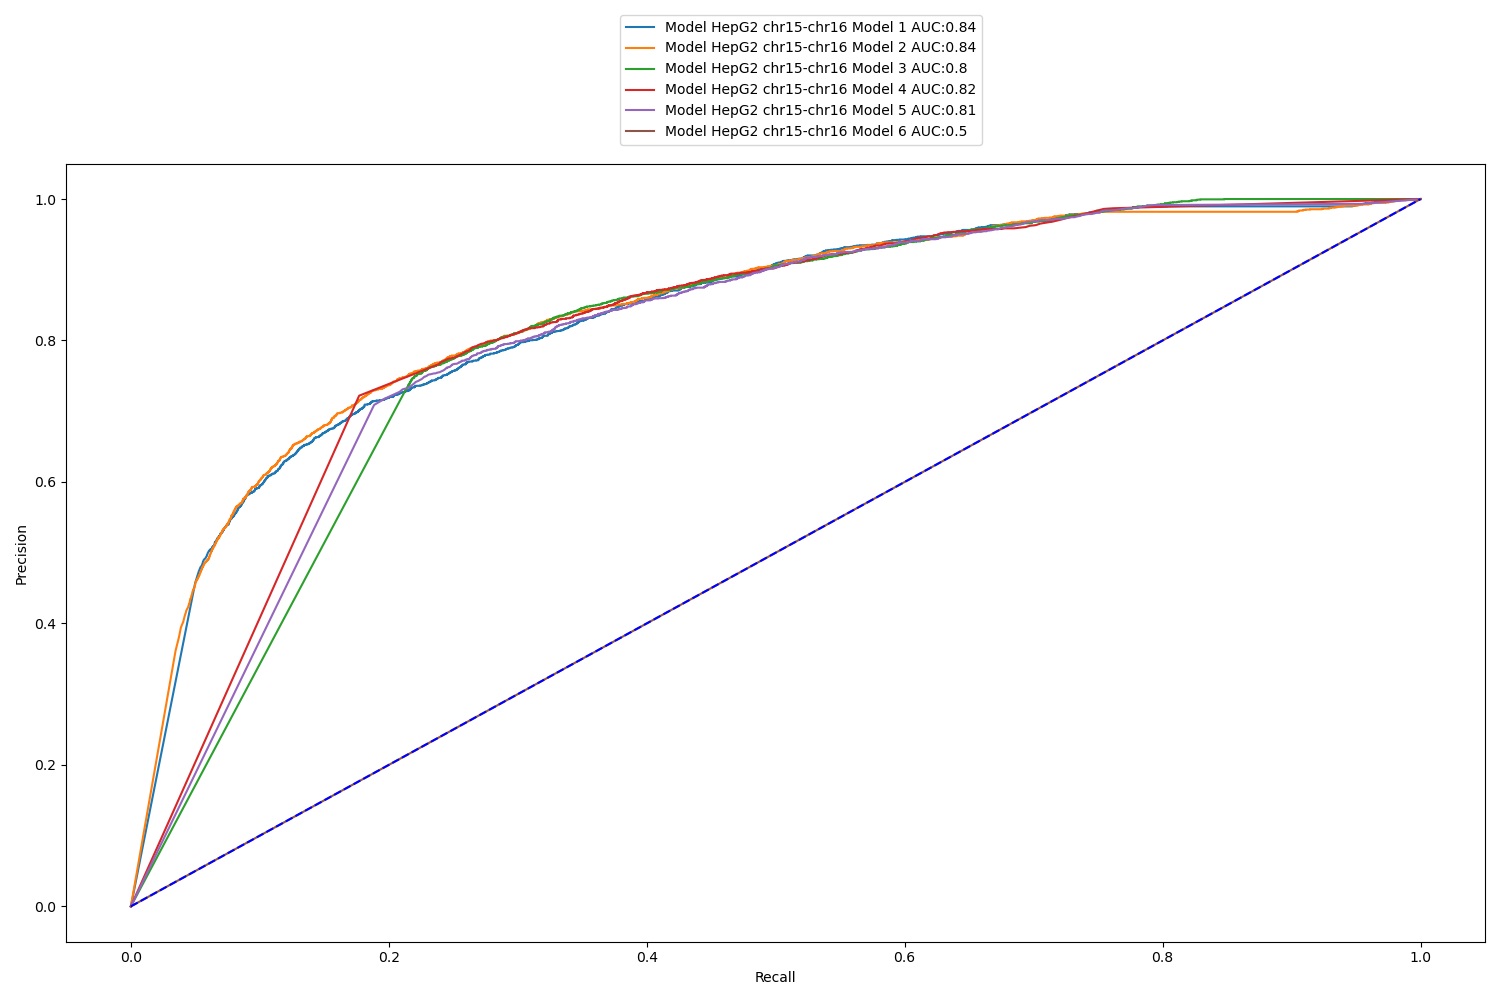 Model HepG2 chr15-chr16 Model 1 AUC:0.84
Model HepG2 chr15-chr16 Model 2 AUC:0.84
Model HepG2 chr15-chr16 Model 3 AUC:0.8
Model HepG2 chr15-chr16 Model 4 AUC:0.82
Model HepG2 chr15-chr16 Model 5 AUC:0.81
Model HepG2 chr15-chr16 Model 6 AUC:0.5
1.0
0.8
0.6
0.4
0.2
0.0
Precision
0.0 0.2 0.4 0.6 0.8 1.0
Recall